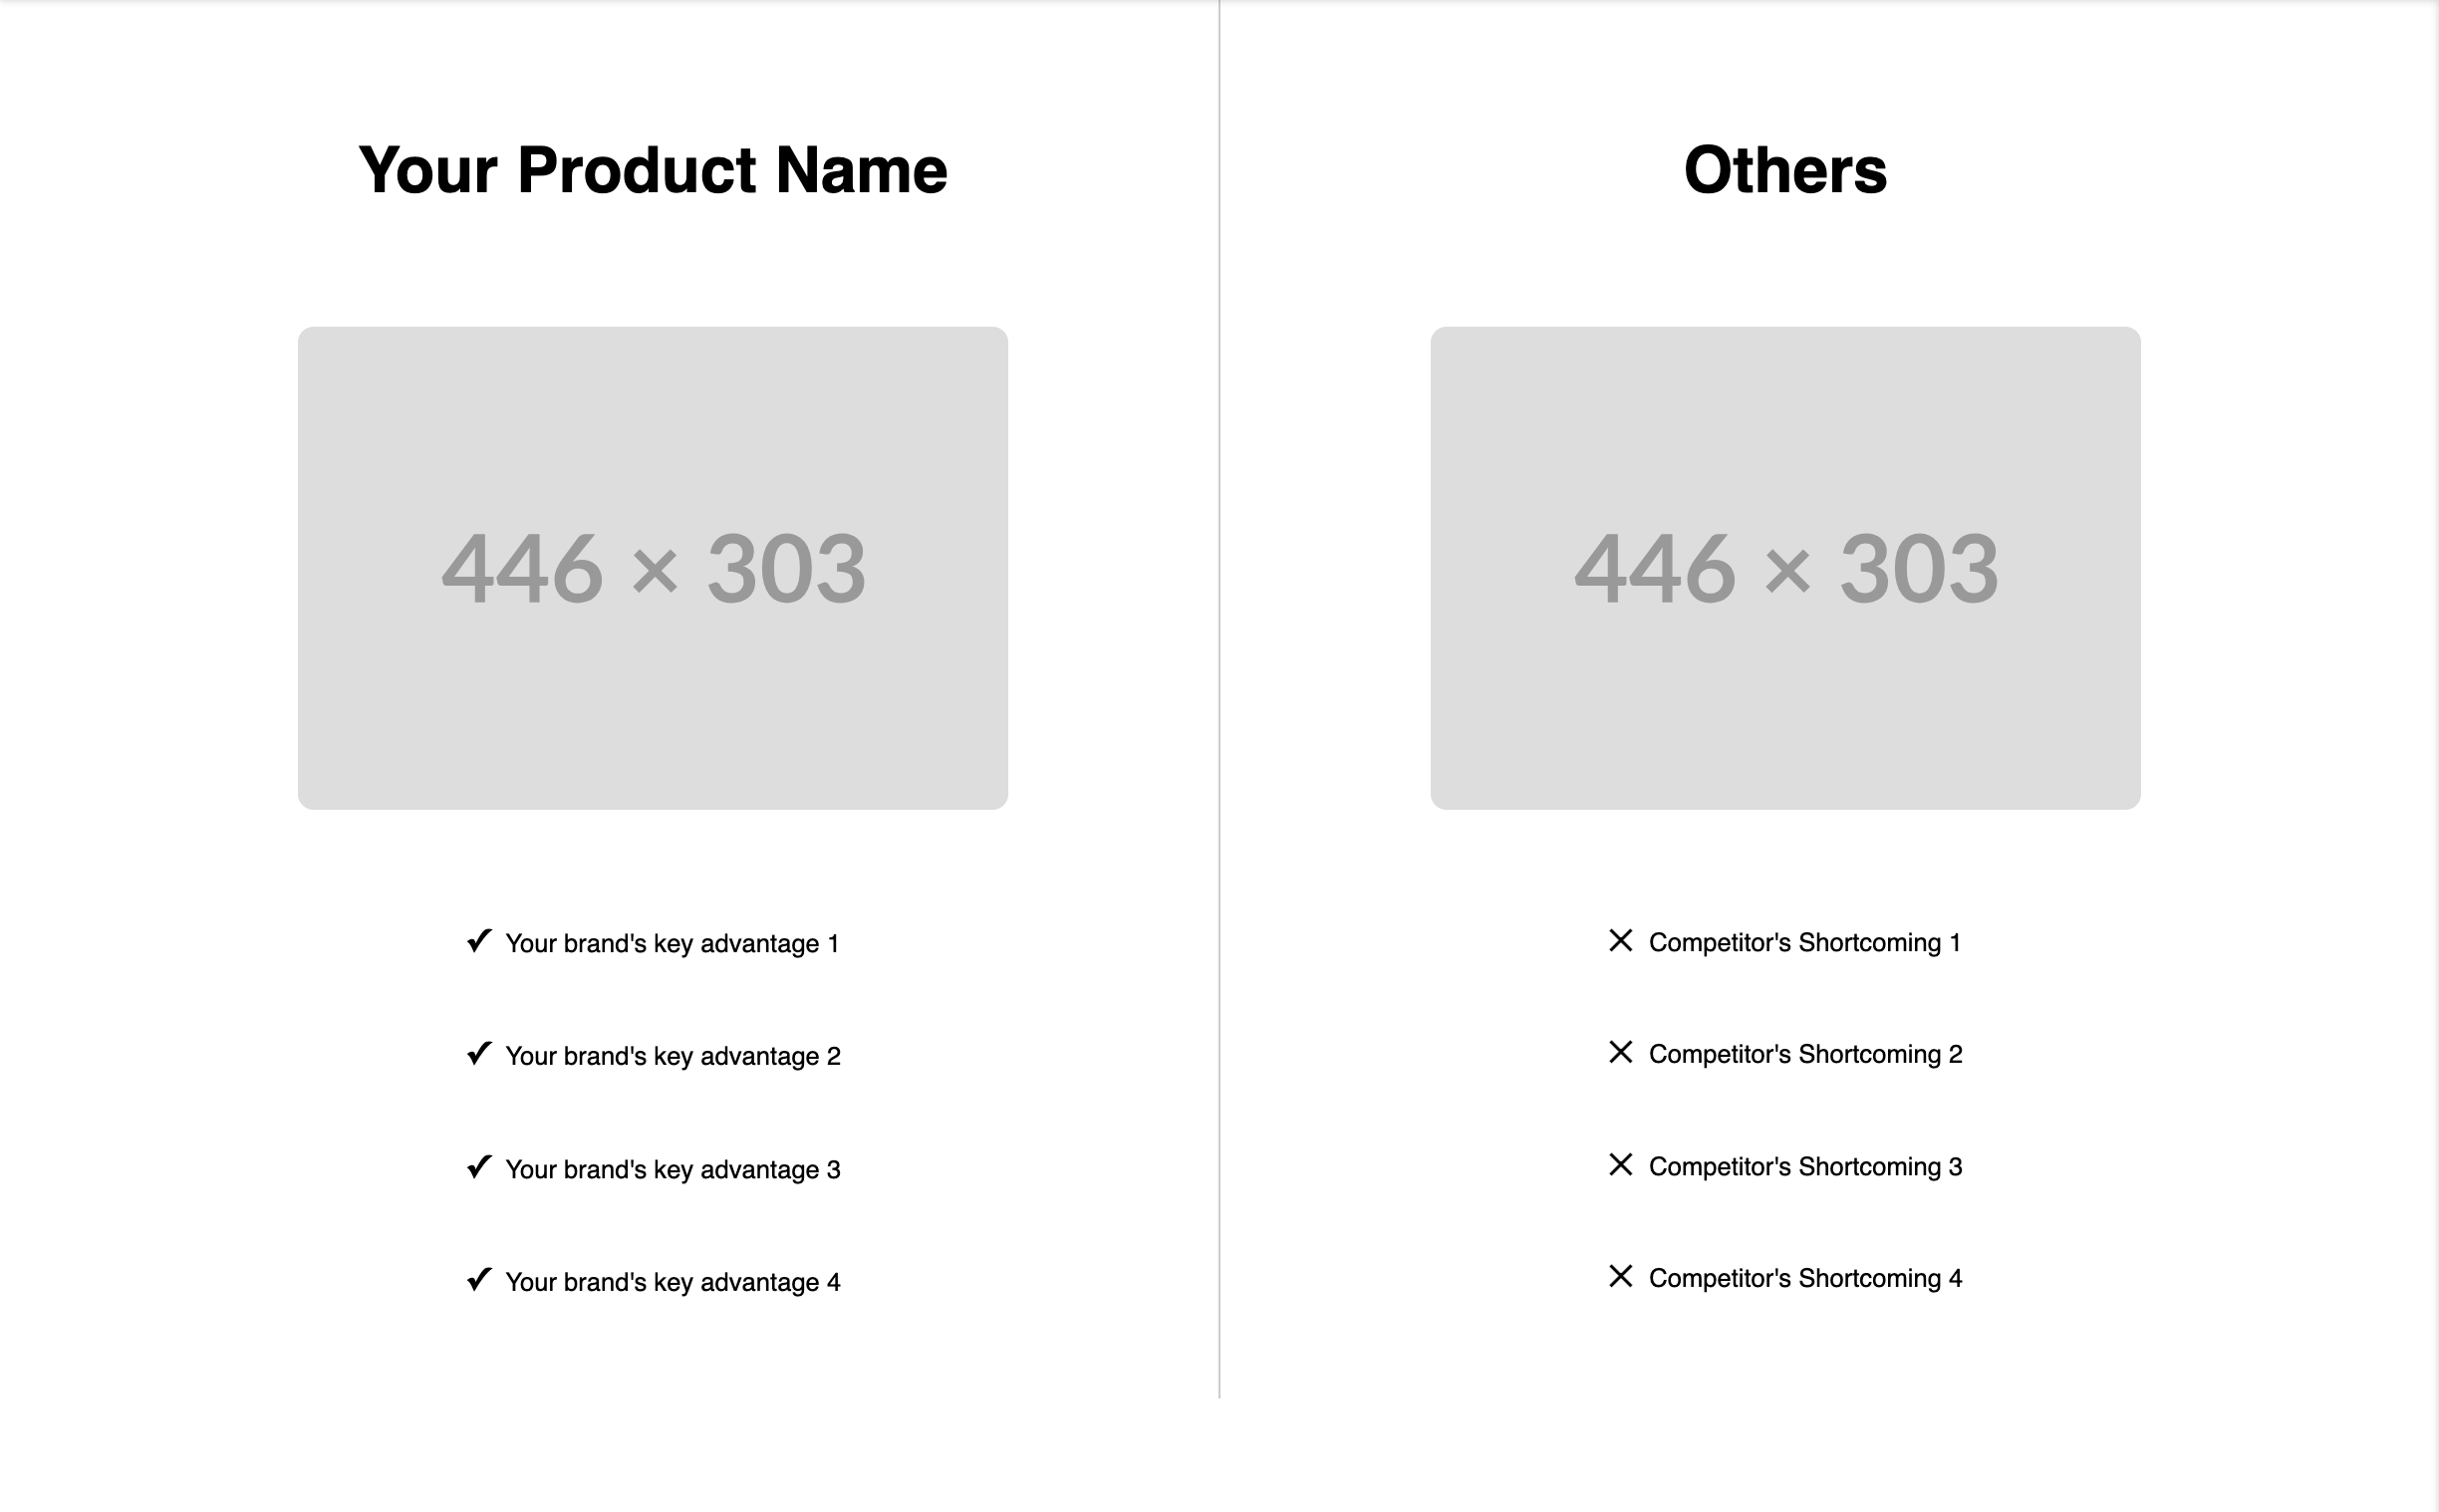 Your Product Name
446 × 303
✓ Your brand's key advantage 1
✓ Your brand's key advantage 2
✓ Your brand's key advantage 3
✓ Your brand's key advantage 4
Others
446 × 303
✕ Competitor's Shortcoming 1
✕ Competitor's Shortcoming 2
✕ Competitor's Shortcoming 3
✕ Competitor's Shortcoming 4